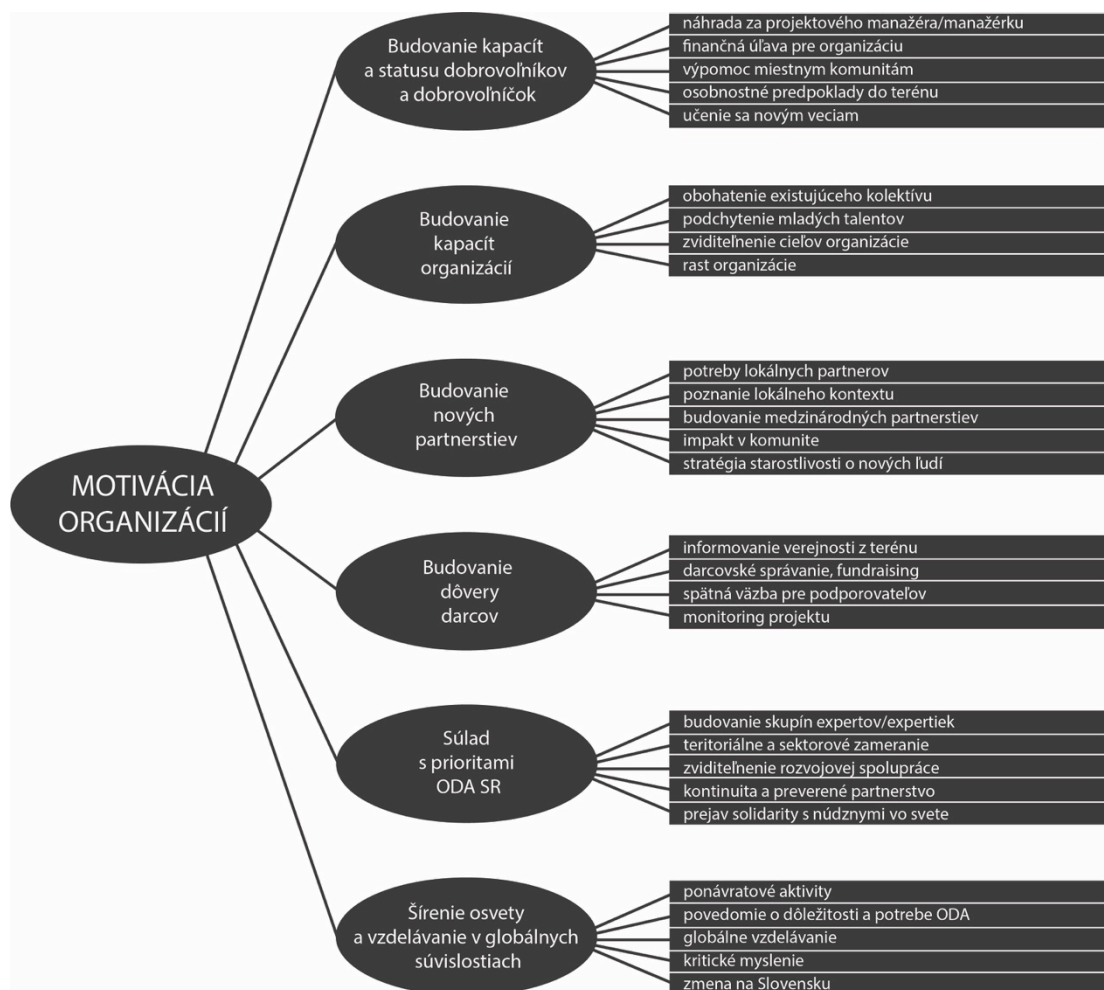 MOTIVÁCIA
ORGANIZÁCIÍ
Budovanie kapacít
a statusu dobrovoľníkov
a dobrovoľníčok
náhrada za projektového manažéra/manažérku
finančná úľava pre organizáciu
výpomoc miestnym komunitám
osobnostné predpoklady do terénu
učenie sa novým veciam
Budovanie
kapacít
organizácií
obohatenie existujúceho kolektívu
podchytenie mladých talentov
zviditeľnenie cieľov organizácie
rast organizácie
Budovanie
nových
partnerstiev
potreby lokálnych partnerov
poznanie lokálneho kontextu
budovanie medzinárodných partnerstiev
impakt v komunite
stratégia starostlivosti o nových ľudí
Budovanie
dôvery
darcov
informovanie verejnosti z terénu
darcovské správanie, fundraising
spätná väzba pre podporovateľov
monitoring projektu
Súlad
s prioritami
ODA SR
budovanie skupín expertov/expertiek
teritoriálne a sektorové zameranie
zviditeľnenie rozvojovej spolupráce
kontinuita a preverené partnerstvo
prejav solidarity s núdznymi vo svete
Šírenie osvety
a vzdelávanie v globálnych
súvislostiach
ponávratové aktivity
povedomie o dôležitosti a potrebe ODA
globálne vzdelávanie
kritické myslenie
zmena na Slovensku